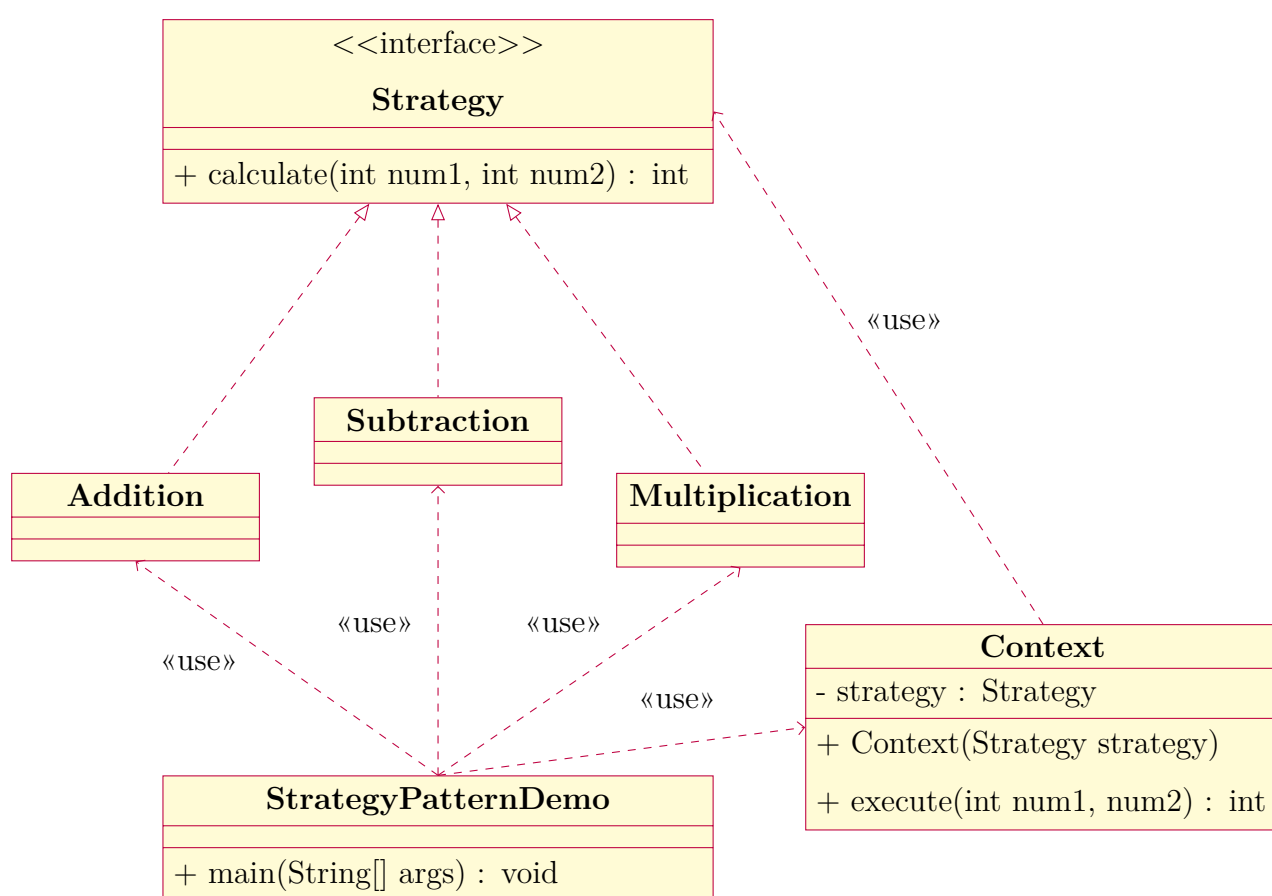 <<interface>>
Strategy
+ calculate(int num1, int num2) : int
«use»
Subtraction
Addition
Multiplication
«use»
«use»
«use»
«use»
Context
- strategy : Strategy
+ Context(Strategy strategy)
+ execute(int num1, num2) : int
StrategyPatternDemo
+ main(String[] args) : void